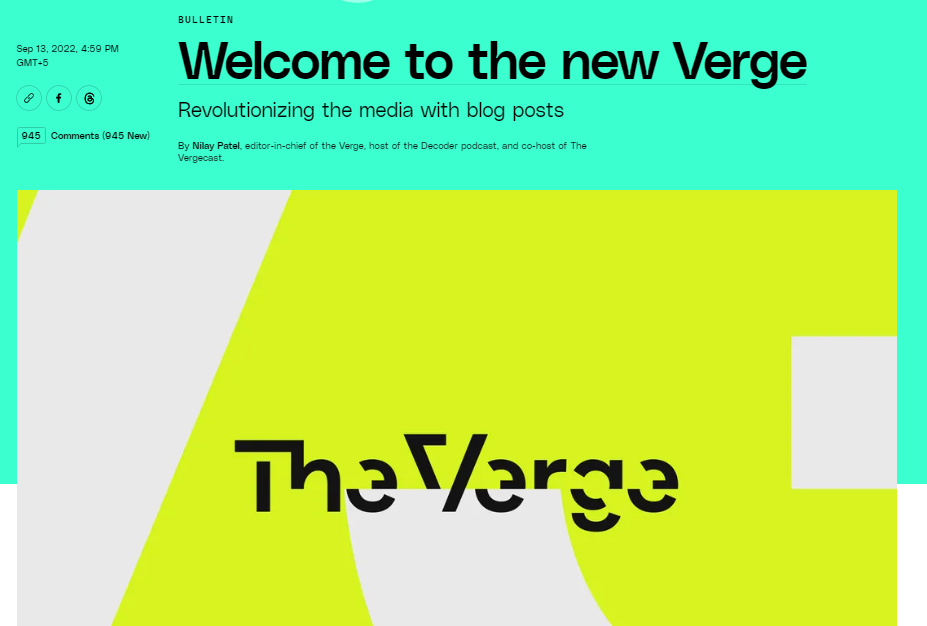 BULLETIN
Sep 13, 2022, 4:59 PM
GMT+5
Welcome to the new Verge
Revolutionizing the media with blog posts
945 Comments (945 New)
By Nilay Patel, editor-in-chief of the Verge, host of the Decoder podcast, and co-host of The
Vergecast.
The Verge